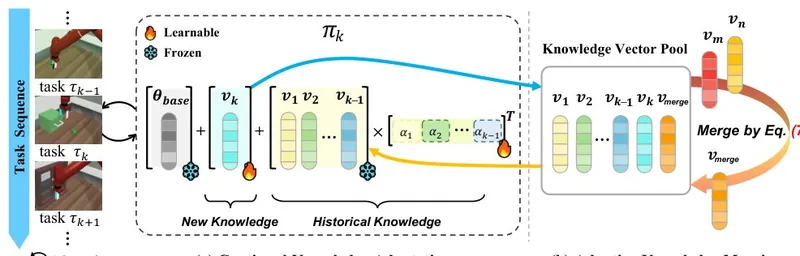 Task Sequence
task τk−1
task τk
task τk+1
Learnable
Frozen
πk
θbase
+
vk
+
v1 v2 ... vk−1
×
α1 α2 ... αk−1
T
New Knowledge
Historical Knowledge
Knowledge Vector Pool
v1 v2 ... vk−1 vk vmerge
vm
vn
Merge by Eq. (7
vmerge